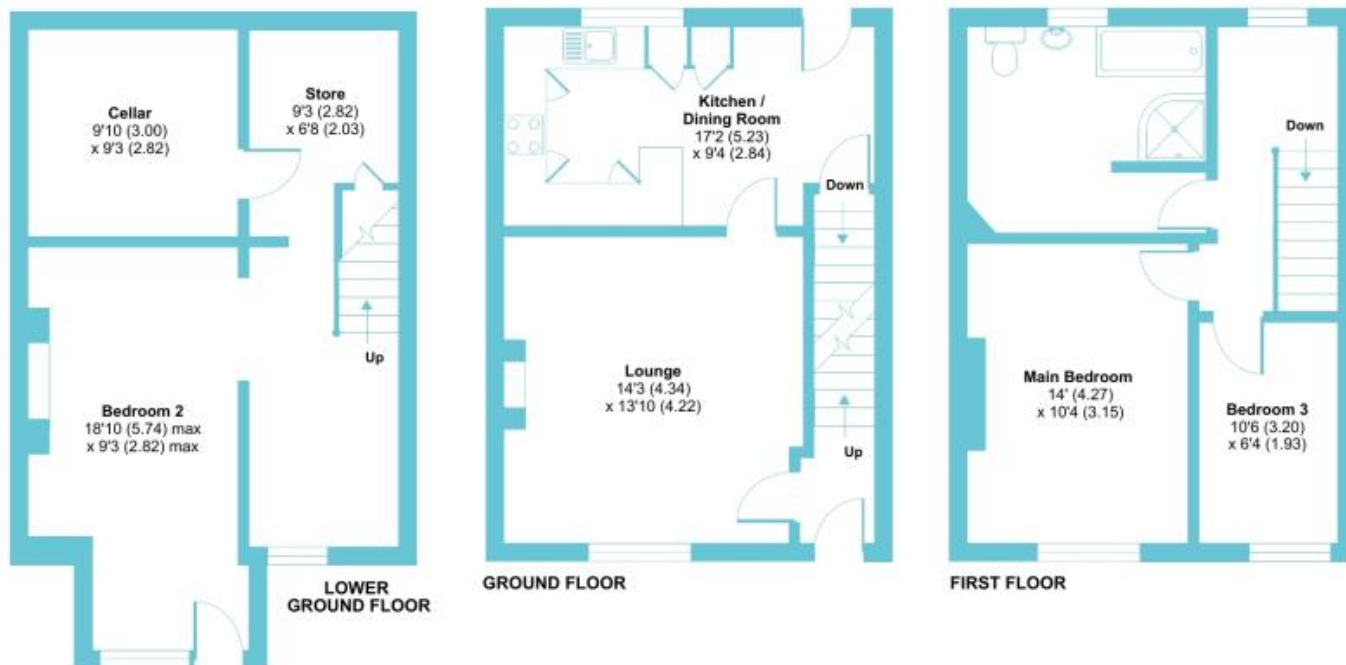 Cellar
9'10 (3.00)
x 9'3 (2.82)
Store
9'3 (2.82)
x 6'8 (2.03)
Up
Bedroom 2
18'10 (5.74) max
x 9'3 (2.82) max
LOWER
GROUND FLOOR
Kitchen /
Dining Room
17'2 (5.23)
x 9'4 (2.84)
Down
Lounge
14'3 (4.34)
x 13'10 (4.22)
Up
GROUND FLOOR
Down
Main Bedroom
14' (4.27)
x 10'4 (3.15)
Bedroom 3
10'6 (3.20)
x 6'4 (1.93)
FIRST FLOOR